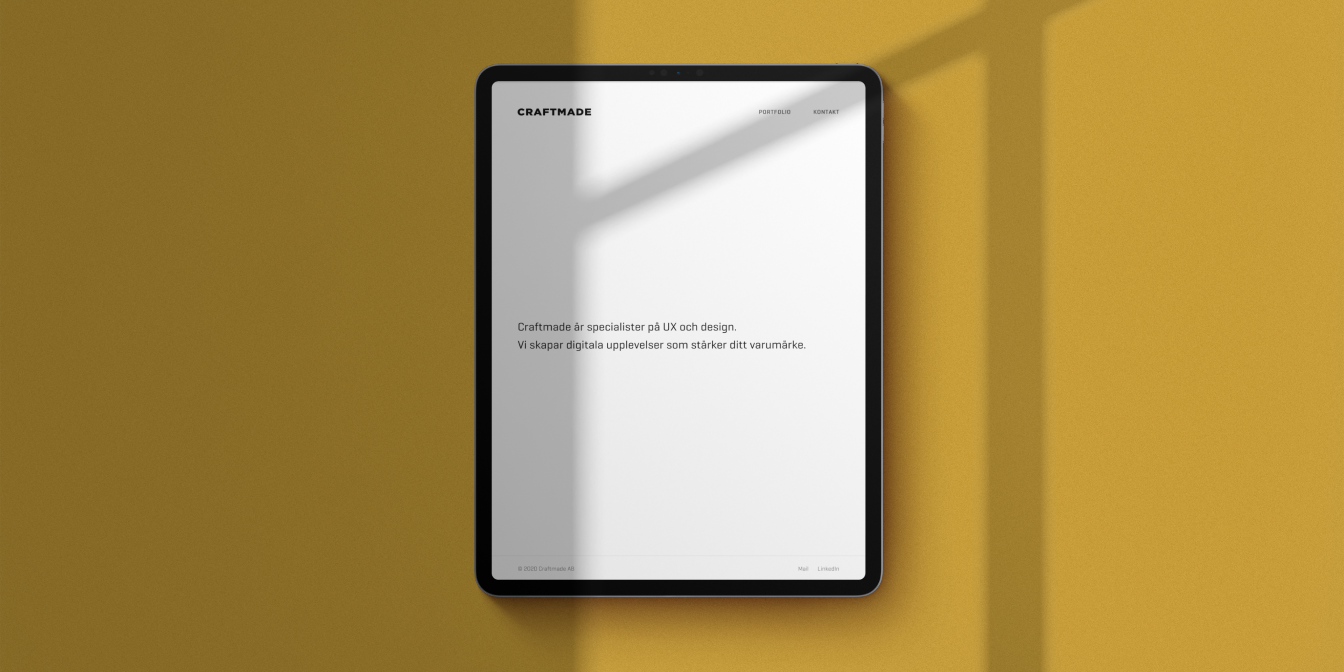 CRAFTMADE
PORTFOLIO KONTAKT
Craftmade är specialister på UX och design.
Vi skapar digitala upplevelser som stärker ditt varumärke.
© 2020 Craftmade AB
Mail LinkedIn